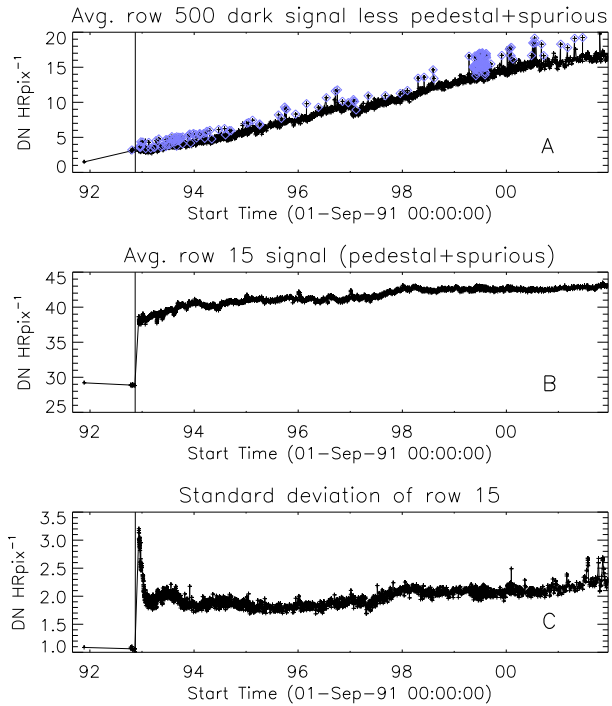 Avg. row 500 dark signal less pedestal+spurious
20
15
10
5
0
DN HRpix⁻¹
A
92 94 96 98 00
Start Time (01-Sep-91 00:00:00)
Avg. row 15 signal (pedestal+spurious)
45
40
35
30
25
DN HRpix⁻¹
B
92 94 96 98 00
Start Time (01-Sep-91 00:00:00)
Standard deviation of row 15
3.5
3.0
2.5
2.0
1.5
1.0
DN HRpix⁻¹
C
92 94 96 98 00
Start Time (01-Sep-91 00:00:00)